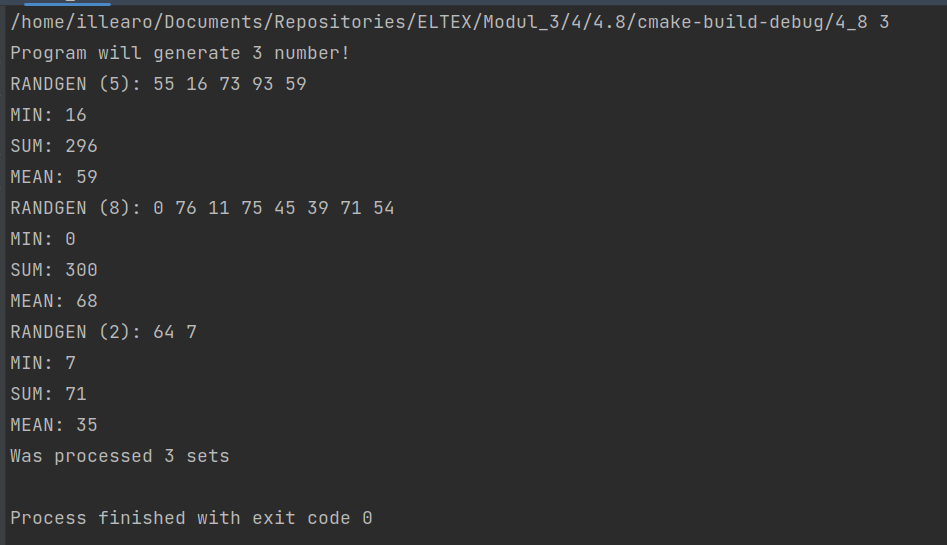 /home/illearo/Documents/Repositories/ELTEX/Modul_3/4/4.8/cmake-build-debug/4_8 3
Program will generate 3 number!
RANDGEN (5): 55 16 73 93 59
MIN: 16
SUM: 296
MEAN: 59
RANDGEN (8): 0 76 11 75 45 39 71 54
MIN: 0
SUM: 300
MEAN: 68
RANDGEN (2): 64 7
MIN: 7
SUM: 71
MEAN: 35
Was processed 3 sets
Process finished with exit code 0